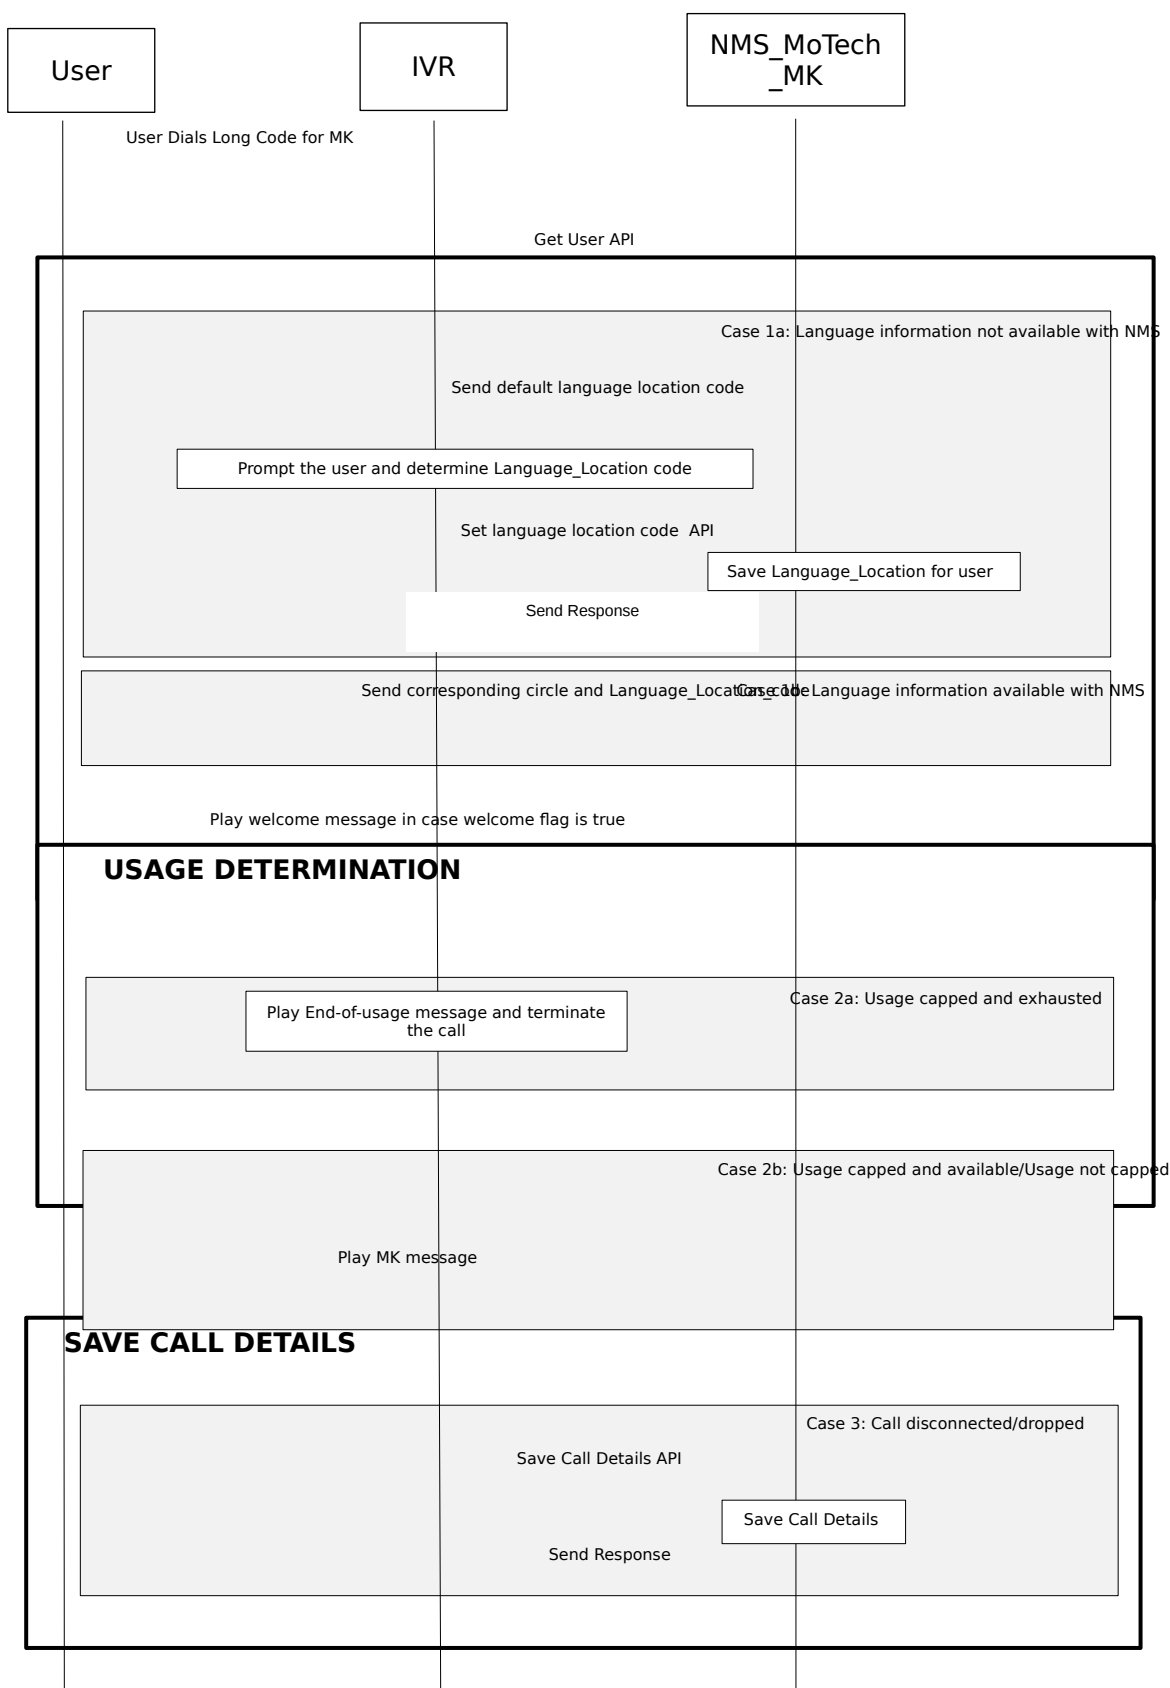 User
IVR
NMS_MoTech
_MK
User Dials Long Code for MK
Get User API
Case 1a: Language information not available with NMS
Send default language location code
Prompt the user and determine Language_Location code
Set language location code  API
Save Language_Location for user
Send Response
Send corresponding circle and Language_Location_code
Case 1b: Language information available with NMS
Play welcome message in case welcome flag is true
USAGE DETERMINATION
Case 2a: Usage capped and exhausted
Play End-of-usage message and terminate
the call
Case 2b: Usage capped and available/Usage not capped
Play MK message
SAVE CALL DETAILS
Case 3: Call disconnected/dropped
Save Call Details API
Save Call Details
Send Response